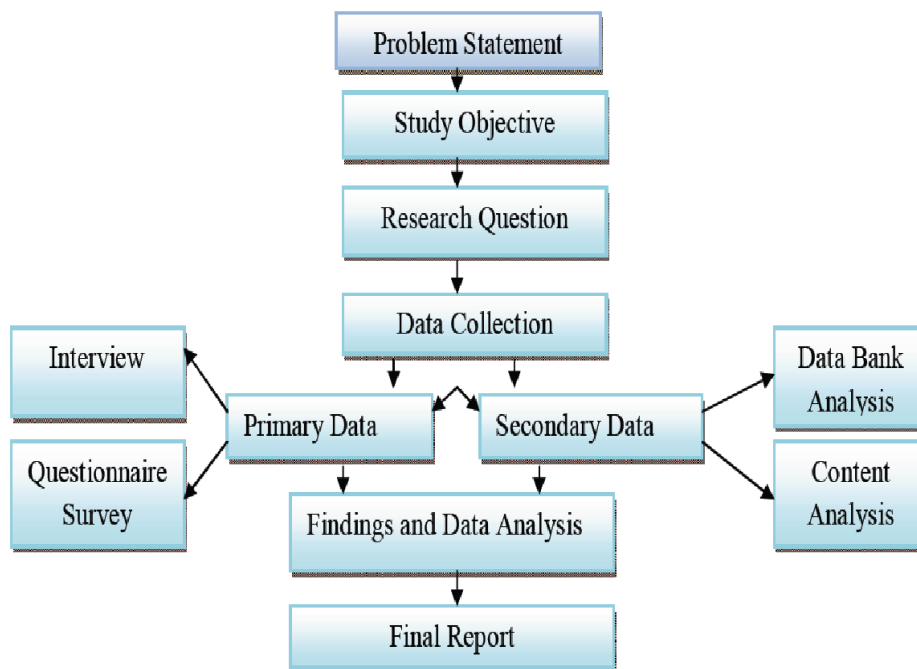 Problem Statement
Study Objective
Research Question
Data Collection
Interview
Data Bank
Analysis
Primary Data
Secondary Data
Questionnaire
Survey
Content
Analysis
Findings and Data Analysis
Final Report